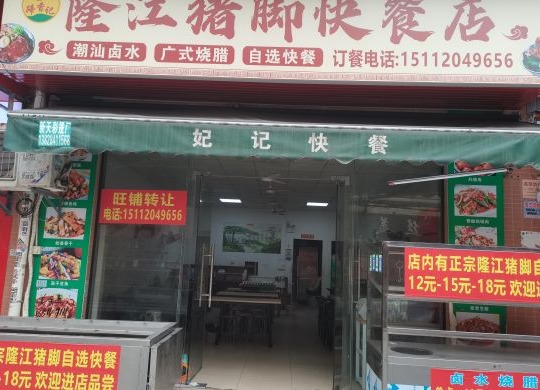 隆江猪脚快餐店
潮汕卤水 广式烧腊 自选快餐 订餐电话:15112049656
妃记快餐
旺铺转让
电话:15112049656
店内有正宗隆江猪脚自
12元-15元-18元 欢迎进
宗隆江猪脚自选快餐
-18元 欢迎进店品尝
卤水烧腊